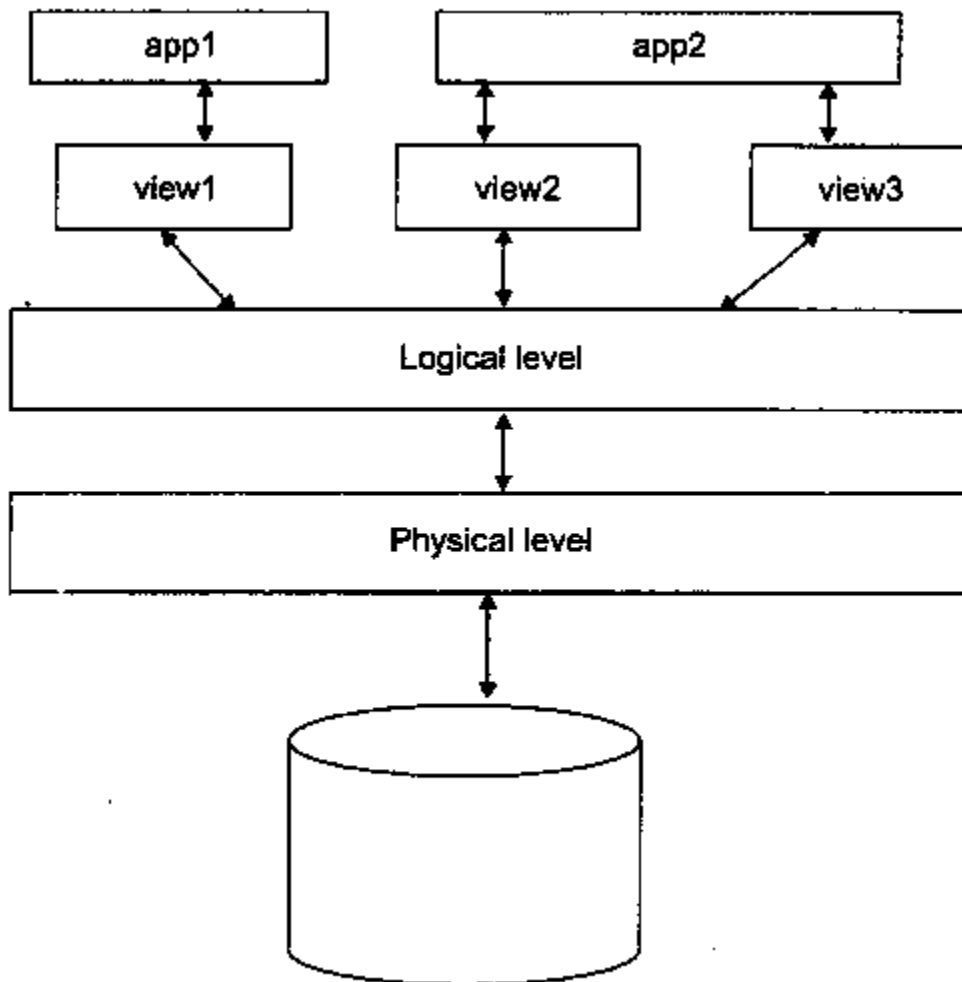 app1
app2
view1
view2
view3
Logical level
Physical level